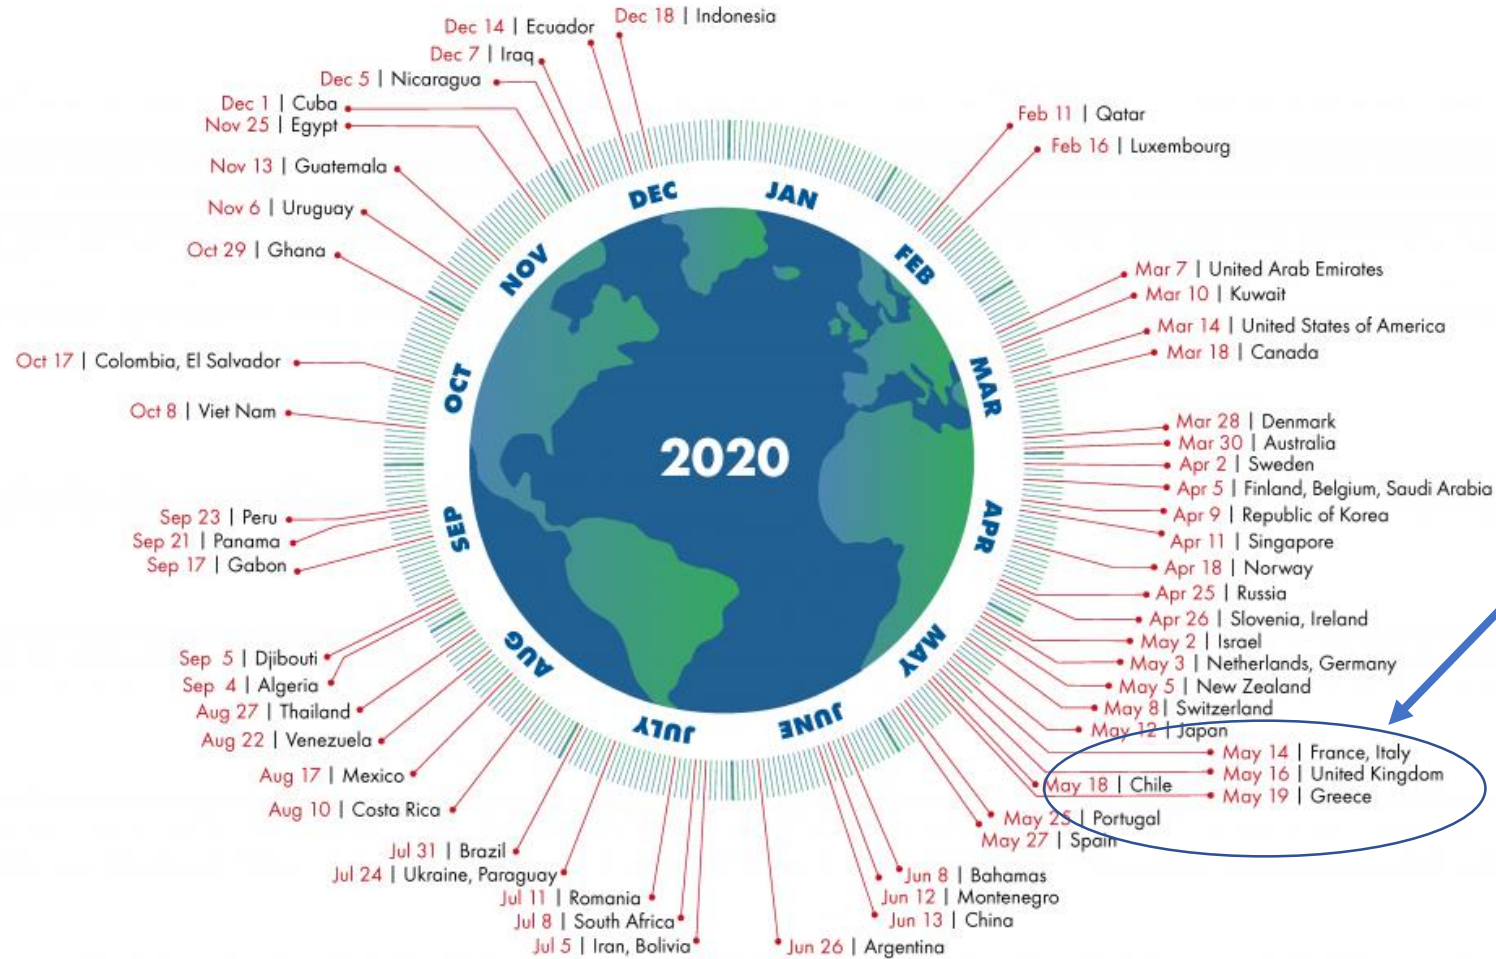 Dec 14 | Ecuador
Dec 18 | Indonesia
Dec 7 | Iraq
Dec 5 | Nicaragua
Dec 1 | Cuba
Nov 25 | Egypt
Nov 13 | Guatemala
Nov 6 | Uruguay
Oct 29 | Ghana
Oct 17 | Colombia, El Salvador
Oct 8 | Viet Nam
Sep 23 | Peru
Sep 21 | Panama
Sep 17 | Gabon
Sep 5 | Djibouti
Sep 4 | Algeria
Aug 27 | Thailand
Aug 22 | Venezuela
Aug 17 | Mexico
Aug 10 | Costa Rica
Jul 31 | Brazil
Jul 24 | Ukraine, Paraguay
Jul 11 | Romania
Jul 8 | South Africa
Jul 5 | Iran, Bolivia
DEC
JAN
NOV
FEB
OCT
MAR
2020
SEP
APR
AUG
MAY
JULY
JUNE
Feb 11 | Qatar
Feb 16 | Luxembourg
Mar 7 | United Arab Emirates
Mar 10 | Kuwait
Mar 14 | United States of America
Mar 18 | Canada
Mar 28 | Denmark
Mar 30 | Australia
Apr 2 | Sweden
Apr 5 | Finland, Belgium, Saudi Arabia
Apr 9 | Republic of Korea
Apr 11 | Singapore
Apr 18 | Norway
Apr 25 | Russia
Apr 26 | Slovenia, Ireland
May 2 | Israel
May 3 | Netherlands, Germany
May 5 | New Zealand
May 8 | Switzerland
May 12 | Japan
May 14 | France, Italy
May 16 | United Kingdom
May 18 | Chile
May 19 | Greece
May 25 | Portugal
May 27 | Spain
Jun 8 | Bahamas
Jun 12 | Montenegro
Jun 13 | China
Jun 26 | Argentina